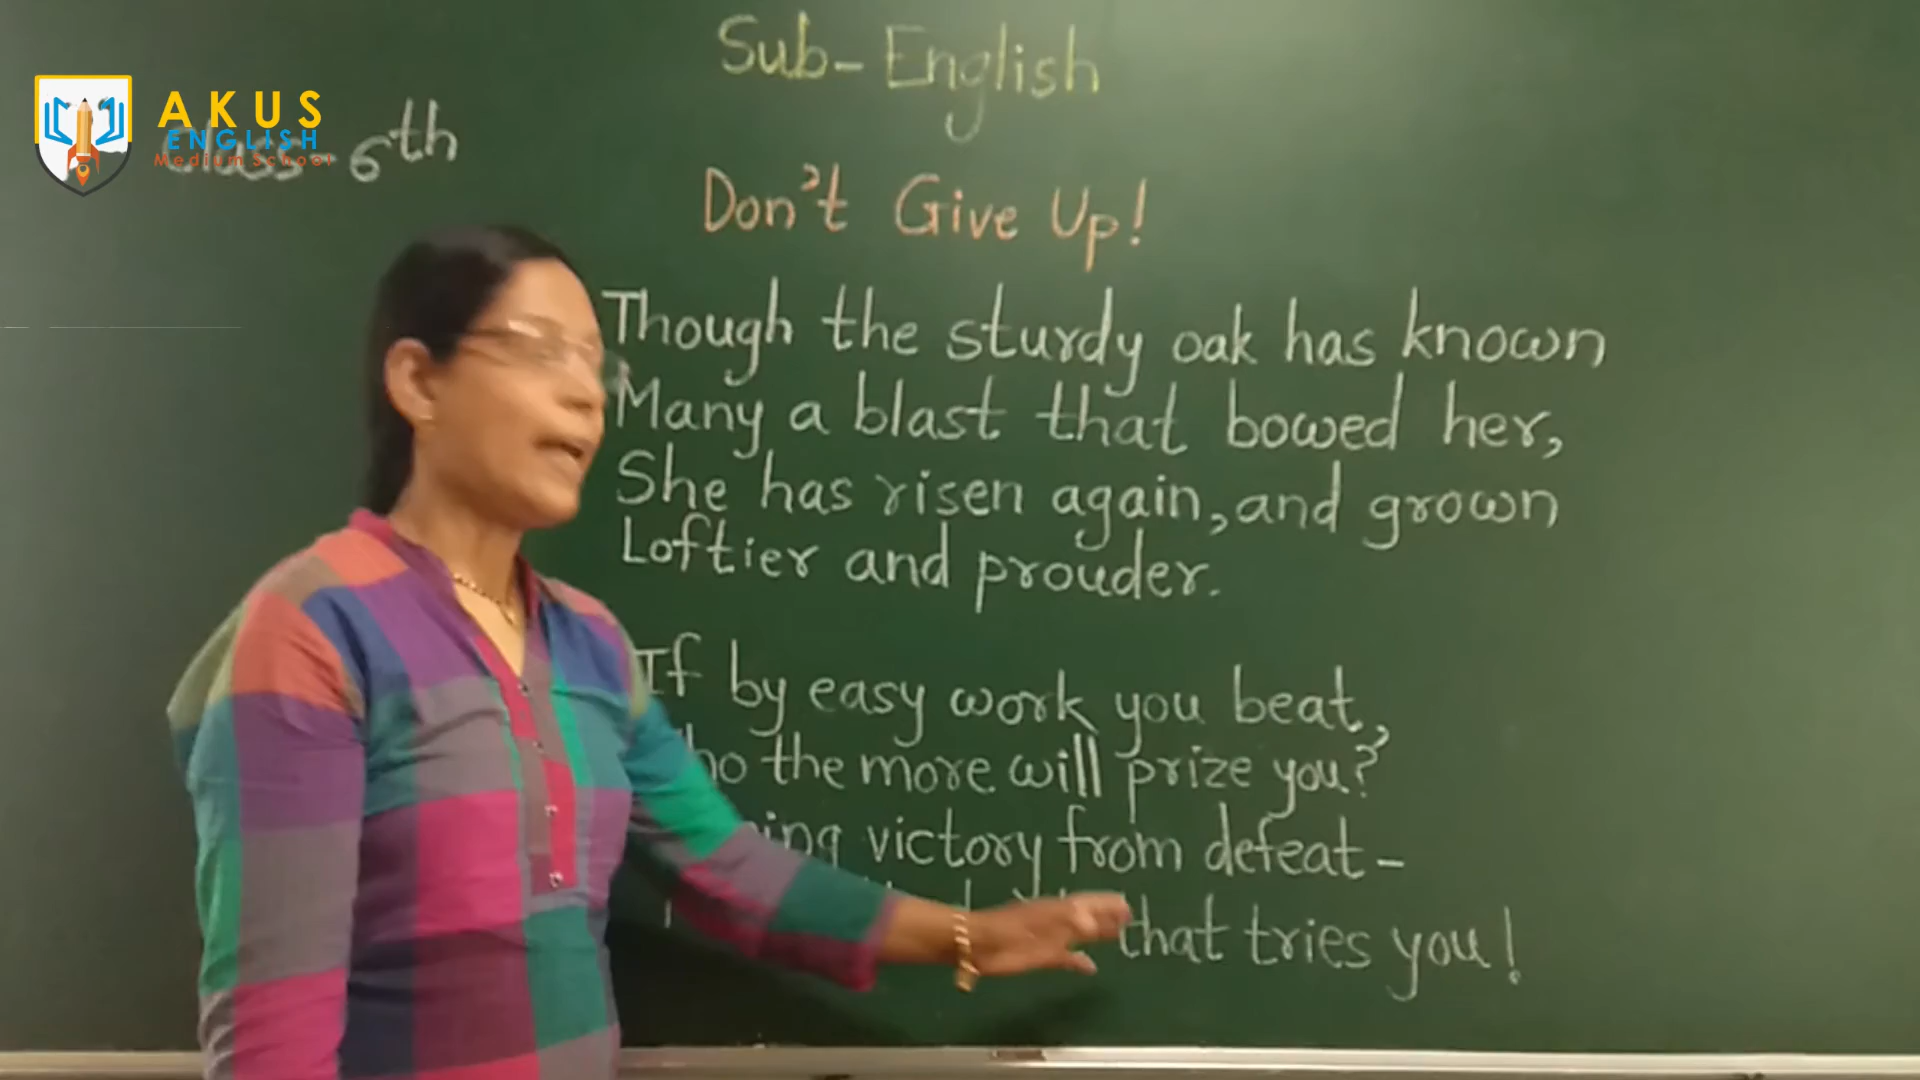 Sub-English
AKUS
ENGLISH
Medium School
Class-6th
Don't Give Up!
Though the sturdy oak has known
Many a blast that bowed her,
She has risen again, and grown
Loftier and prouder.
If by easy work you beat,
the more will prize you?
victory from defeat-
that tries you!